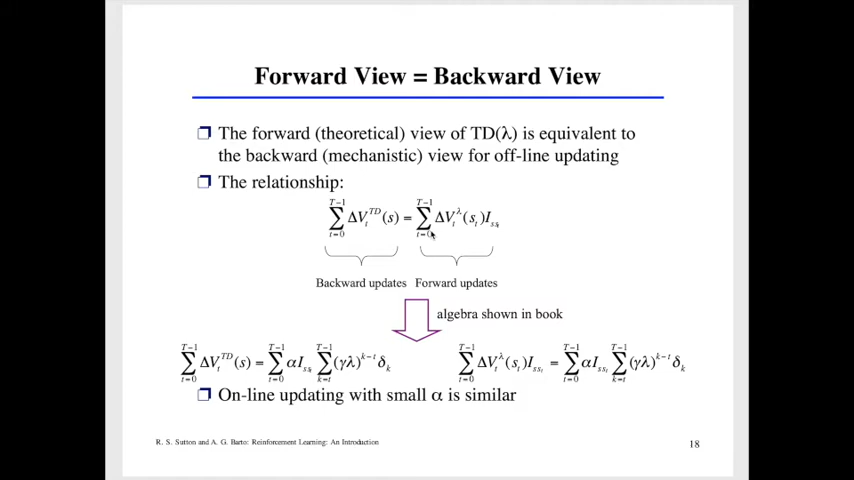 Forward View = Backward View
❐ The forward (theoretical) view of TD(λ) is equivalent to
the backward (mechanistic) view for off-line updating
❐ The relationship:
∑_{t=0}^{T−1} ΔV_t^{TD}(s) = ∑_{t=0}^{T−1} ΔV_t^λ(s_t)I_{ss_t}
Backward updates Forward updates
algebra shown in book
∑_{t=0}^{T−1} ΔV_t^{TD}(s) = ∑_{t=0}^{T−1} αI_{ss_t} ∑_{k=t}^{T−1} (γλ)^{k−t} δ_k ∑_{t=0}^{T−1} ΔV_t^λ(s_t)I_{ss_t} = ∑_{t=0}^{T−1} αI_{ss_t} ∑_{k=t}^{T−1} (γλ)^{k−t} δ_k
❐ On-line updating with small α is similar
R. S. Sutton and A. G. Barto: Reinforcement Learning: An Introduction 18